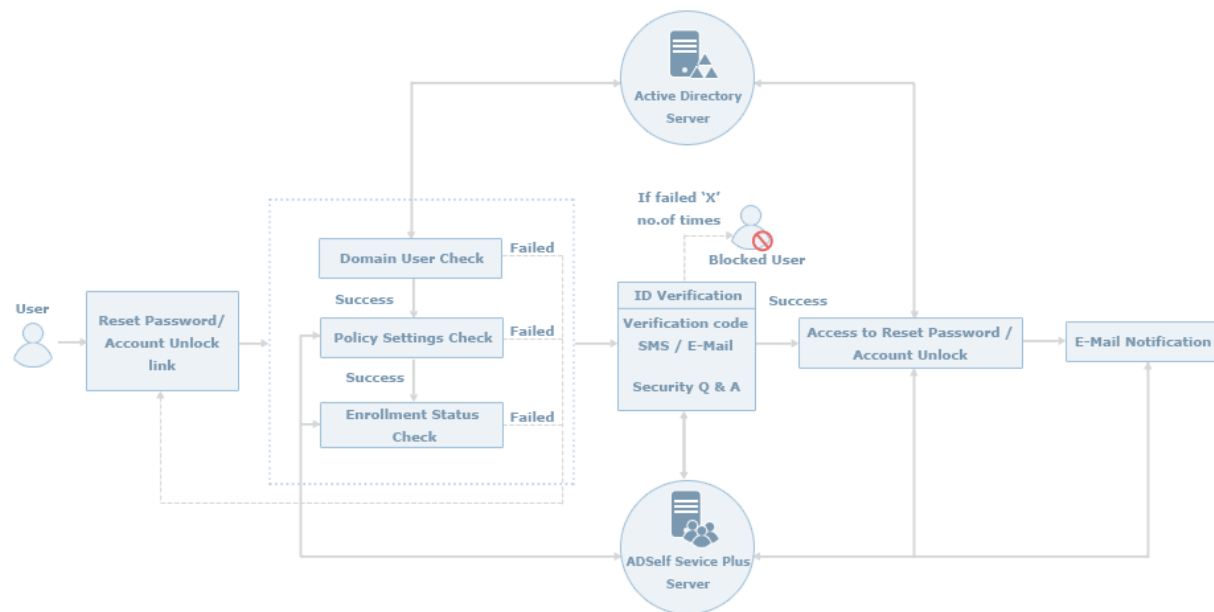 Active Directory
Server
If failed ‘X’
no.of times
Blocked User
Domain User Check
Failed
Success
User
Reset Password/
Account Unlock
link
Policy Settings Check
Failed
Success
Enrollment Status
Check
Failed
ID Verification
Verification code
SMS / E-Mail
Security Q & A
Success
Access to Reset Password /
Account Unlock
E-Mail Notification
ADSelf Sevice Plus
Server